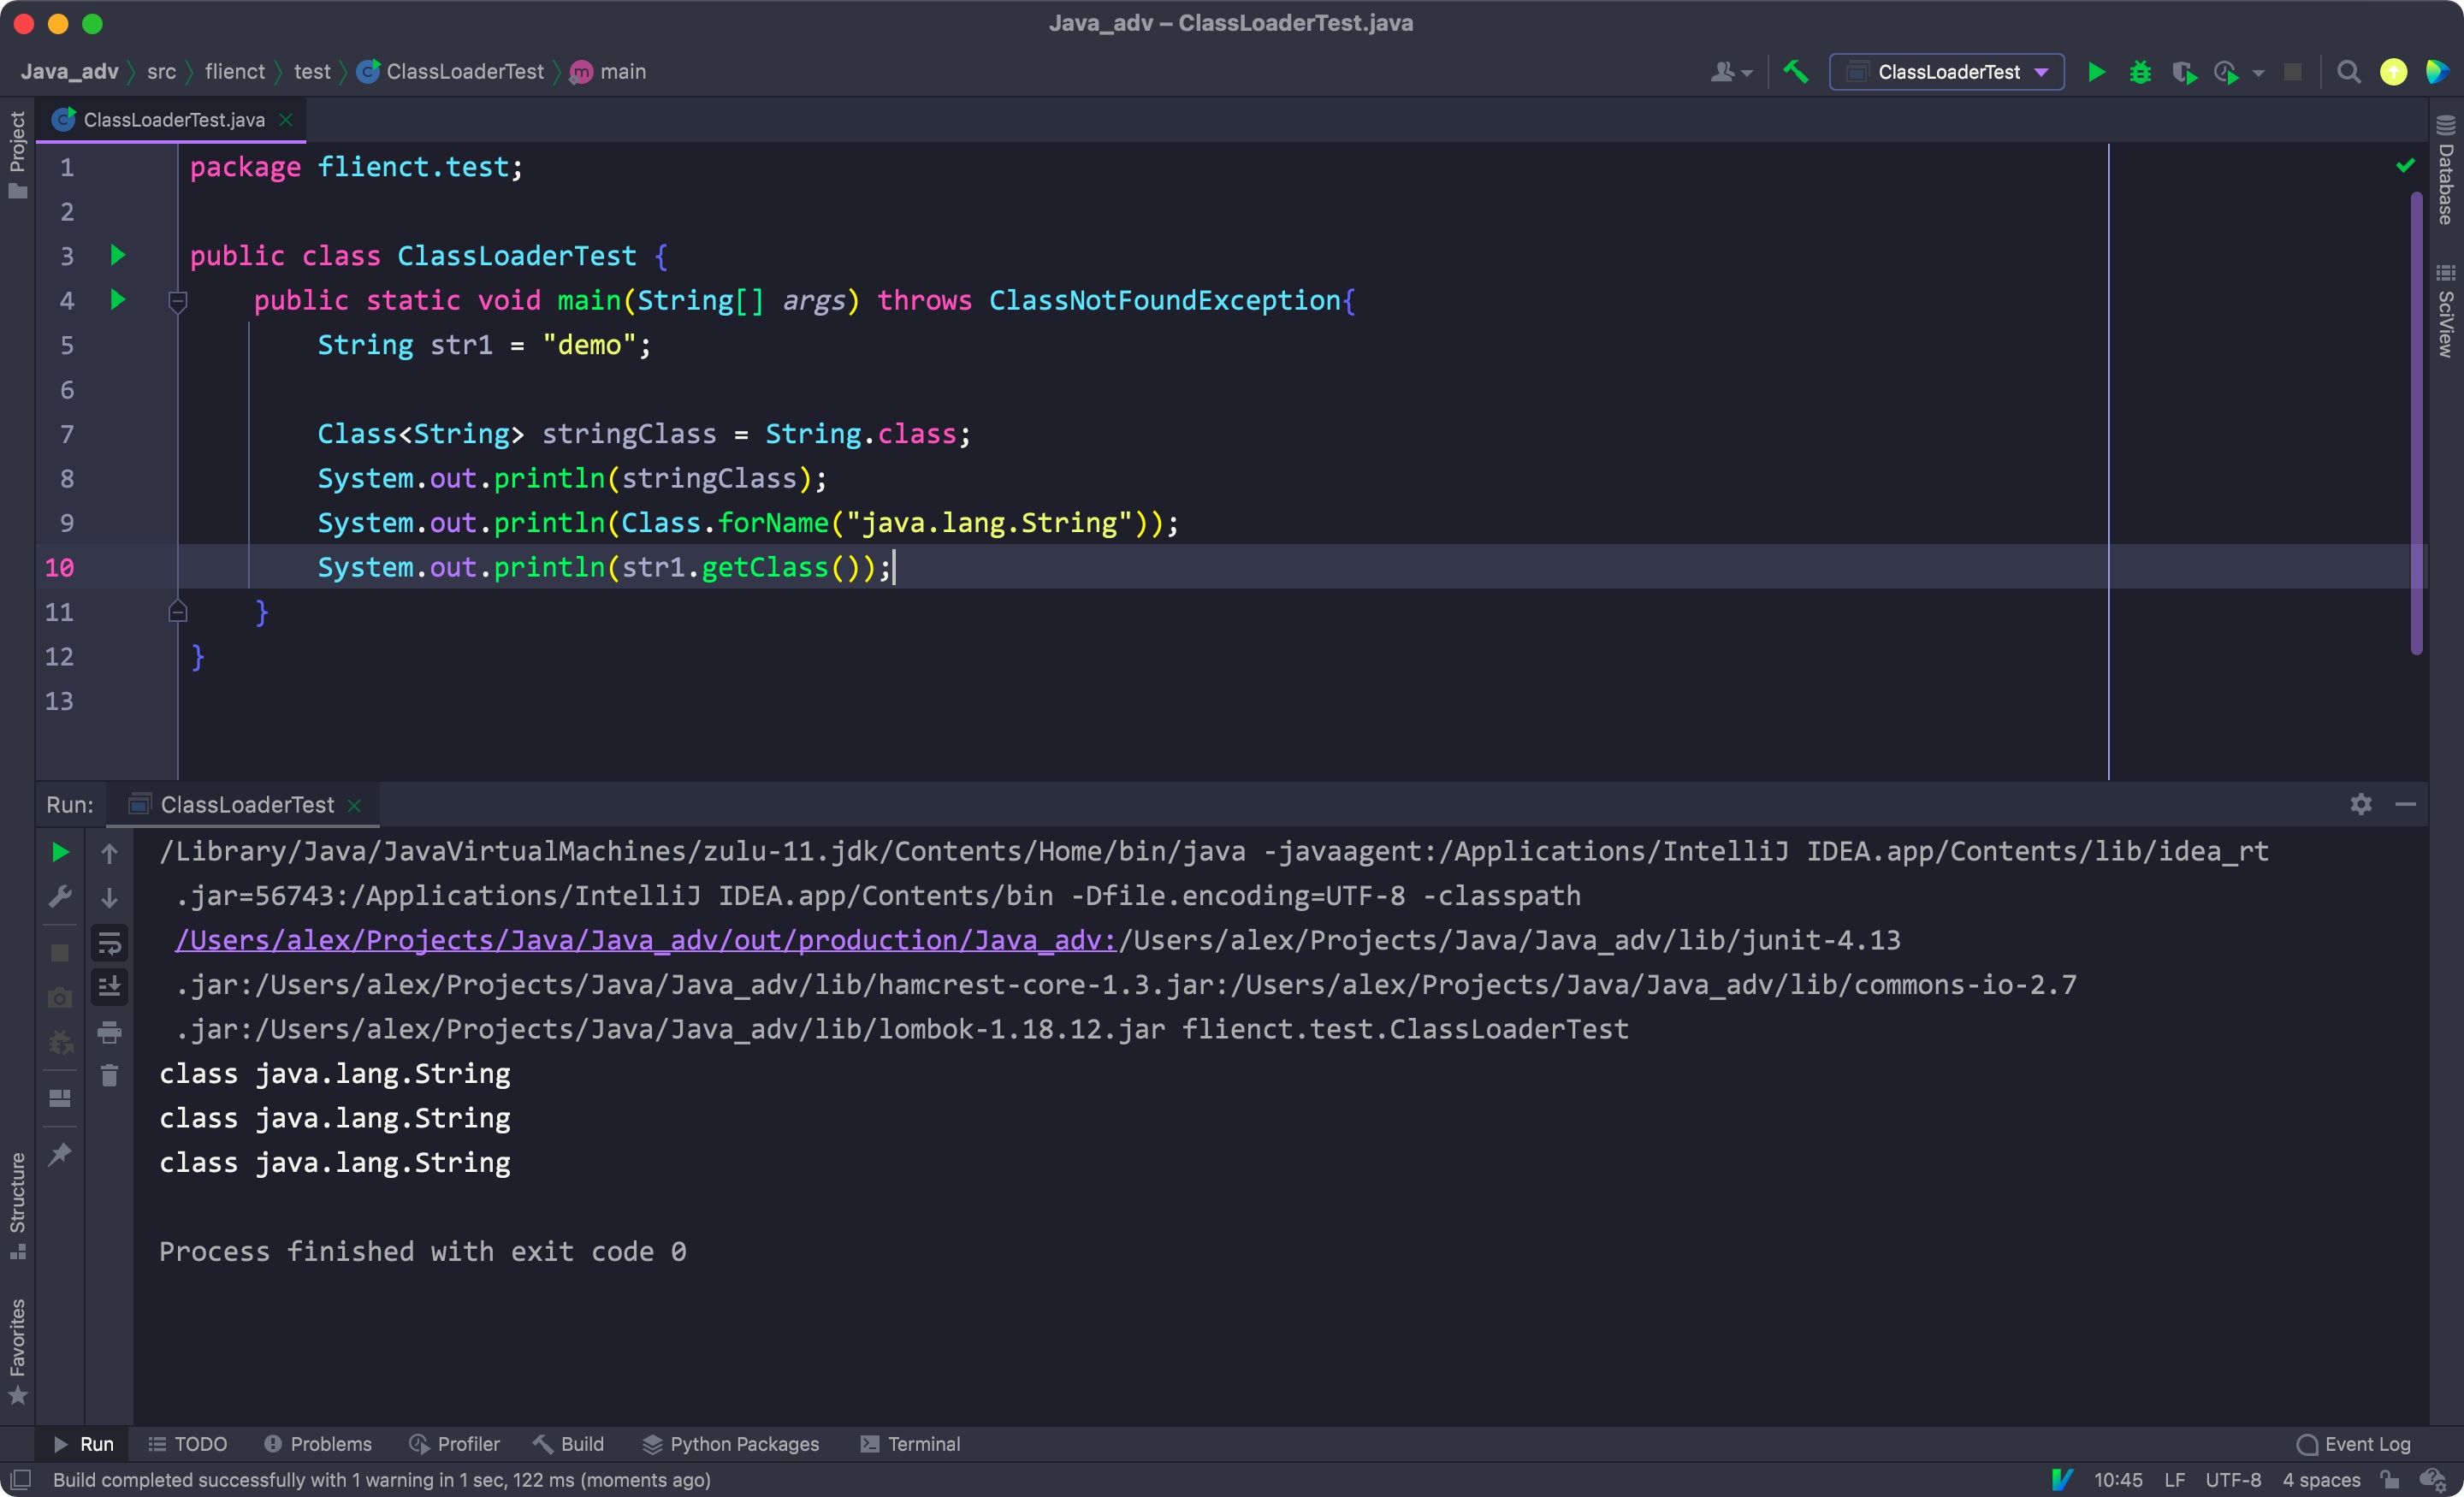 Java_adv – ClassLoaderTest.java
Java_adv src flienct test ClassLoaderTest main
ClassLoaderTest
Project
ClassLoaderTest.java
Database
SciView
1 package flienct.test;
2
3 public class ClassLoaderTest {
4 public static void main(String[] args) throws ClassNotFoundException{
5 String str1 = "demo";
6
7 Class<String> stringClass = String.class;
8 System.out.println(stringClass);
9 System.out.println(Class.forName("java.lang.String"));
10 System.out.println(str1.getClass());
11 }
12 }
13
Run: ClassLoaderTest
/Library/Java/JavaVirtualMachines/zulu-11.jdk/Contents/Home/bin/java -javaagent:/Applications/IntelliJ IDEA.app/Contents/lib/idea_rt
.jar=56743:/Applications/IntelliJ IDEA.app/Contents/bin -Dfile.encoding=UTF-8 -classpath
/Users/alex/Projects/Java/Java_adv/out/production/Java_adv:/Users/alex/Projects/Java/Java_adv/lib/junit-4.13
.jar:/Users/alex/Projects/Java/Java_adv/lib/hamcrest-core-1.3.jar:/Users/alex/Projects/Java/Java_adv/lib/commons-io-2.7
.jar:/Users/alex/Projects/Java/Java_adv/lib/lombok-1.18.12.jar flienct.test.ClassLoaderTest
class java.lang.String
class java.lang.String
class java.lang.String
Process finished with exit code 0
Structure
Favorites
Run TODO Problems Profiler Build Python Packages Terminal Event Log
Build completed successfully with 1 warning in 1 sec, 122 ms (moments ago) 10:45 LF UTF-8 4 spaces